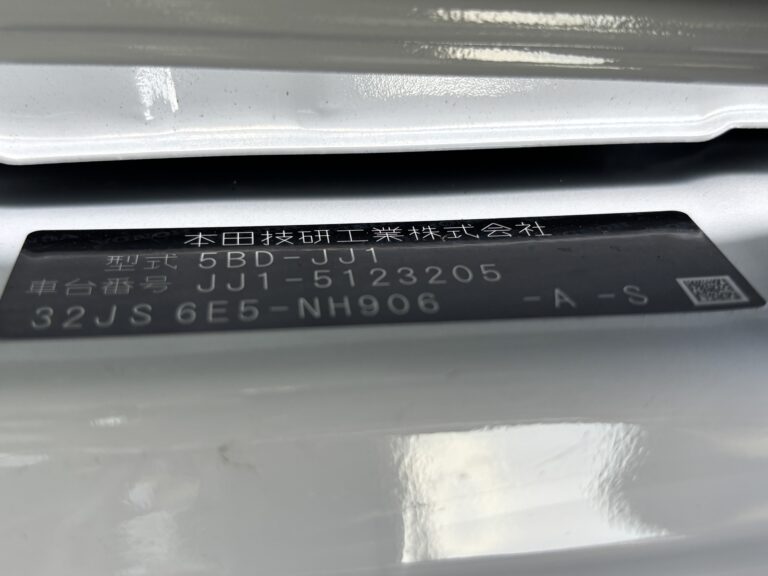 本田技研工業株式会社
型式 5BD-JJ1
車台番号 JJ1-5123205
32JS 6E5-NH906 -A -S